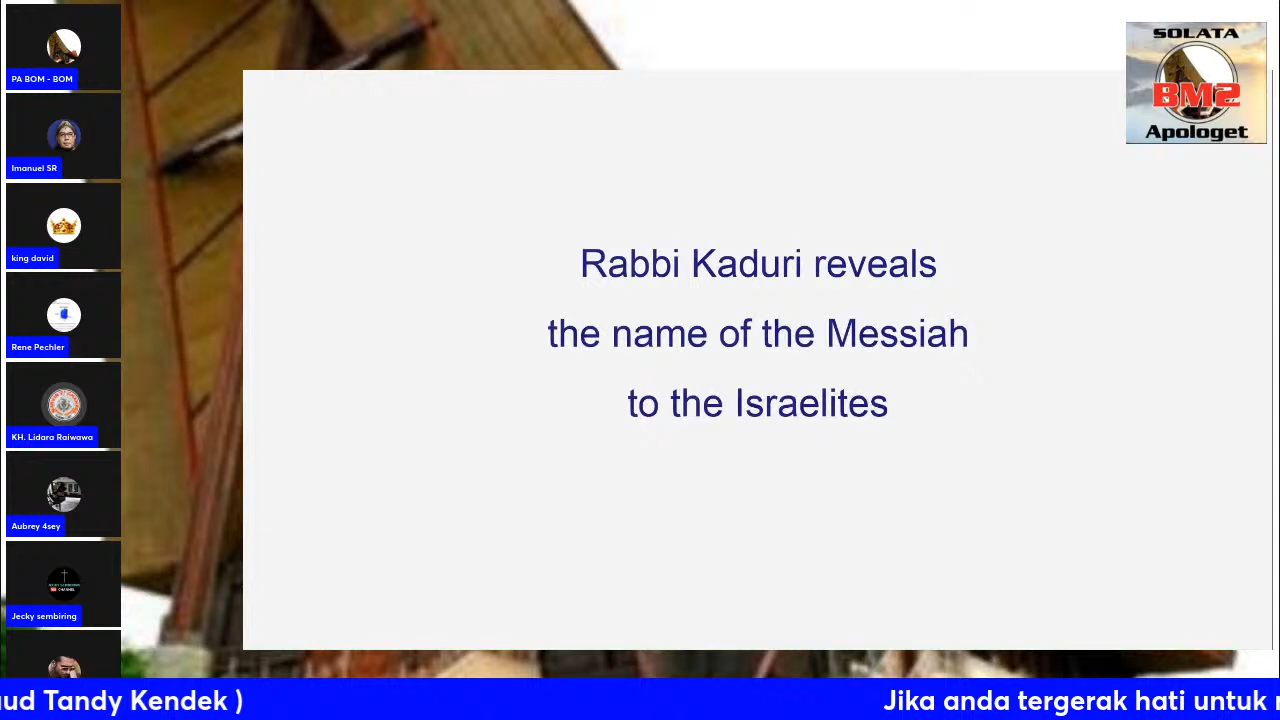 PA BOM - BOM
Imanuel SR
king david
Rene Pechler
KH. Lidara Raiwawa
Aubrey 4sey
Jecky sembiring
Rabbi Kaduri reveals
the name of the Messiah
to the Israelites
SOLATA
BM2
Apologet
Tandy Kendek )
Jika anda tergerak hati untuk